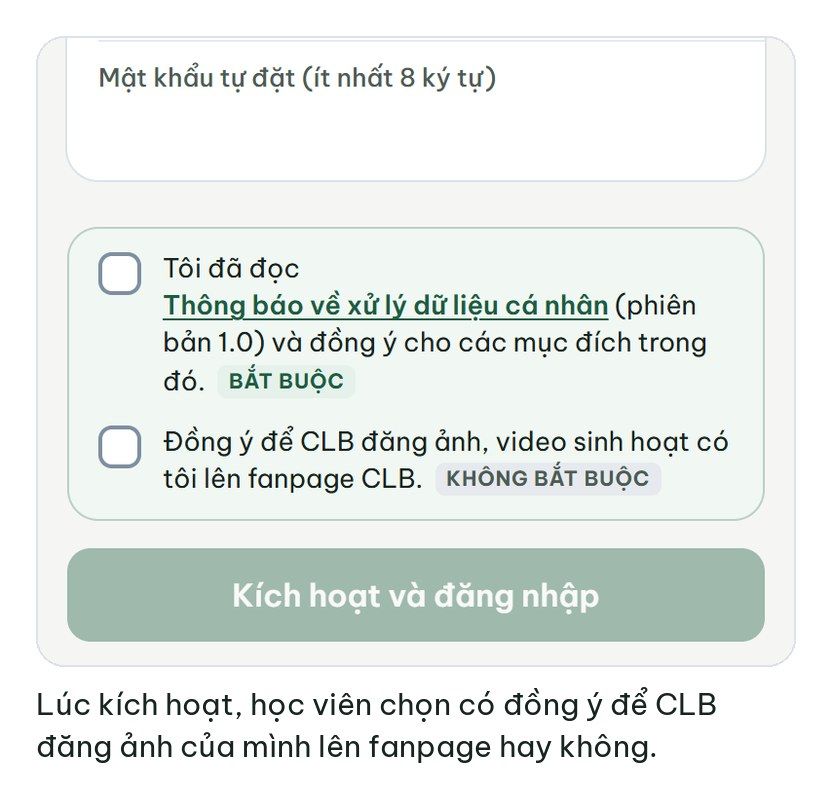 Mật khẩu tự đặt (ít nhất 8 ký tự)
Tôi đã đọc
Thông báo về xử lý dữ liệu cá nhân (phiên
bản 1.0) và đồng ý cho các mục đích trong
đó. BẮT BUỘC
Đồng ý để CLB đăng ảnh, video sinh hoạt có
tôi lên fanpage CLB. KHÔNG BẮT BUỘC
Kích hoạt và đăng nhập
Lúc kích hoạt, học viên chọn có đồng ý để CLB
đăng ảnh của mình lên fanpage hay không.